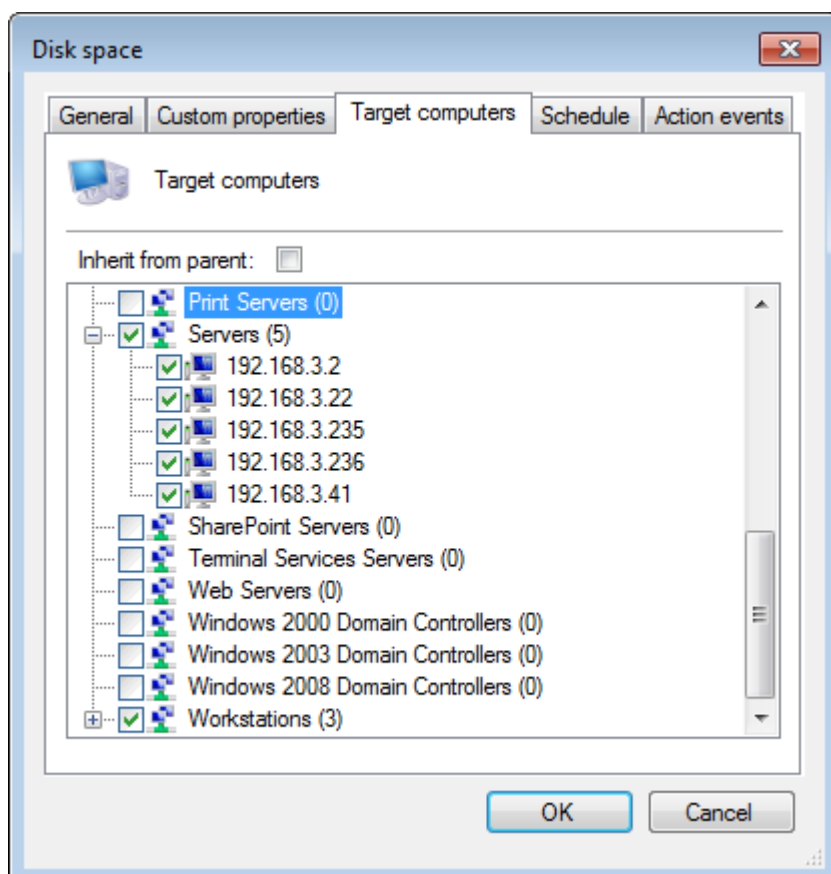 Disk space
General Custom properties Target computers Schedule Action events
Target computers
Inherit from parent:
Print Servers (0)
Servers (5)
192.168.3.2
192.168.3.22
192.168.3.235
192.168.3.236
192.168.3.41
SharePoint Servers (0)
Terminal Services Servers (0)
Web Servers (0)
Windows 2000 Domain Controllers (0)
Windows 2003 Domain Controllers (0)
Windows 2008 Domain Controllers (0)
Workstations (3)
OK Cancel